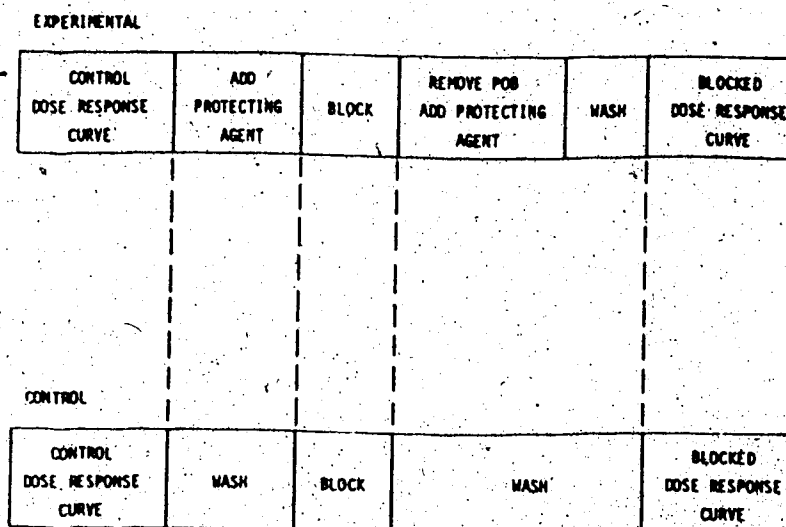 EXPERIMENTAL
CONTROL
DOSE RESPONSE
CURVE
ADD
PROTECTING
AGENT
BLOCK
REMOVE POB
ADD PROTECTING
AGENT
WASH
BLOCKED
DOSE RESPONSE
CURVE
CONTROL
CONTROL
DOSE RESPONSE
CURVE
WASH
BLOCK
WASH
BLOCKED
DOSE RESPONSE
CURVE